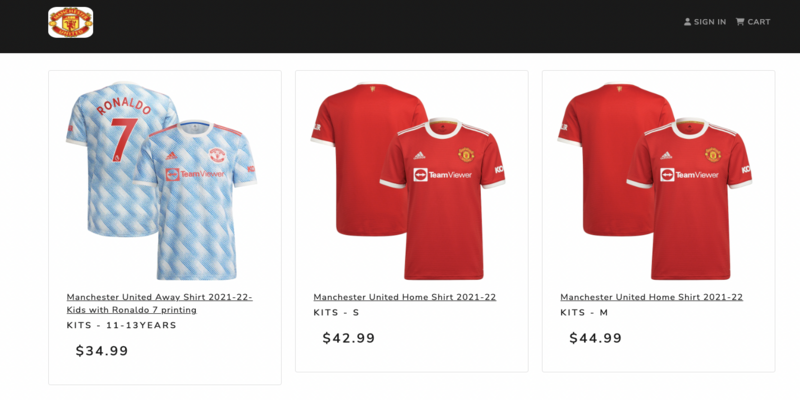 MANCHESTER
UNITED
SIGN IN
CART
RONALDO
7
TeamViewer
TeamViewer
TeamViewer
Manchester United Away Shirt 2021-22-
Kids with Ronaldo 7 printing
KITS - 11-13YEARS
$34.99
Manchester United Home Shirt 2021-22
KITS - S
$42.99
Manchester United Home Shirt 2021-22
KITS - M
$44.99